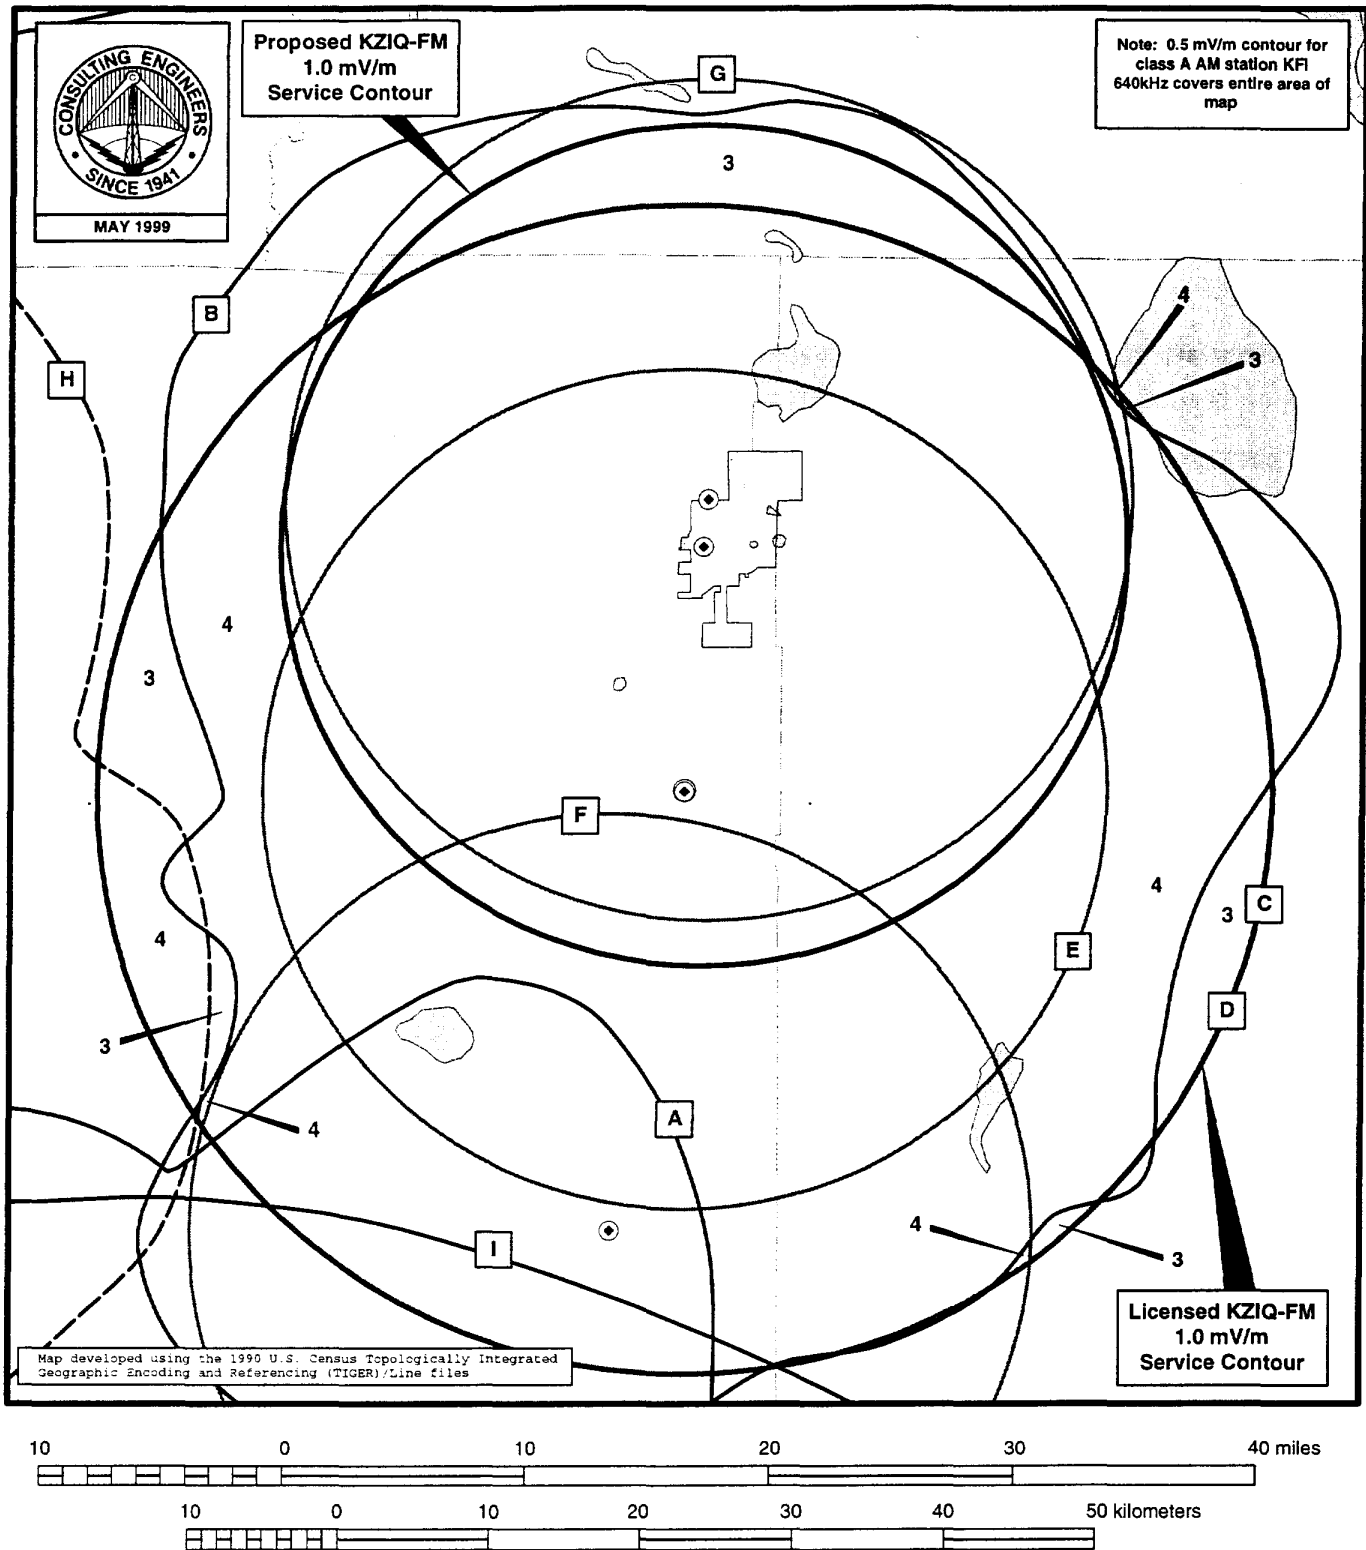 CONSULTING ENGINEERS
• SINCE 1941 •
MAY 1999
Proposed KZIQ-FM
1.0 mV/m
Service Contour
Note: 0.5 mV/m contour for
class A AM station KFI
640kHz covers entire area of
map
G
3
B
4
H
3
4
3
F
4
4
3
C
E
D
3
4
A
4
I
3
Licensed KZIQ-FM
1.0 mV/m
Service Contour
Map developed using the 1990 U.S. Census Topologically Integrated
Geographic Encoding and Referencing (TIGER)/Line files
10 0 10 20 30 40 miles
10 0 10 20 30 40 50 kilometers